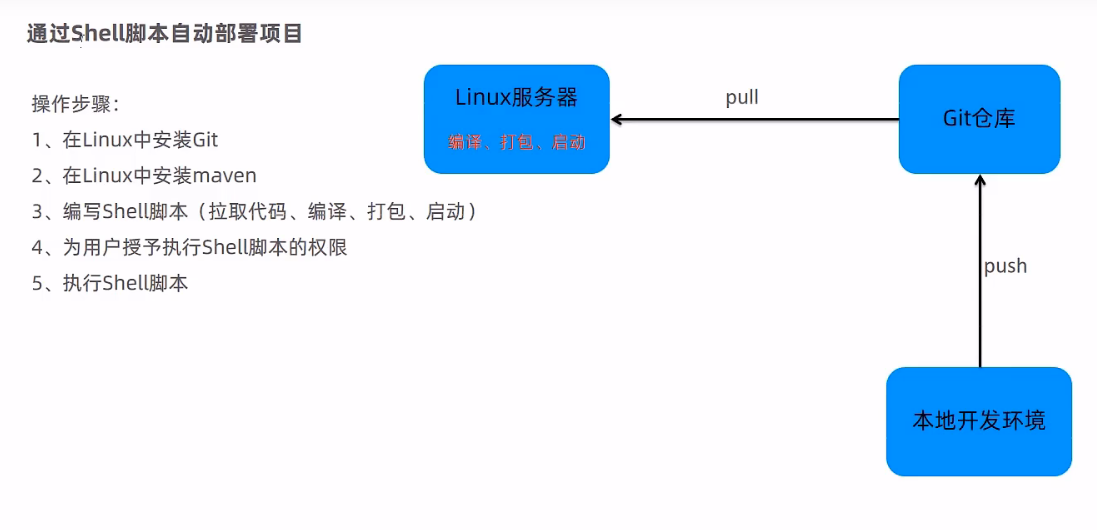 通过Shell脚本自动部署项目
操作步骤：
1、在Linux中安装Git
2、在Linux中安装maven
3、编写Shell脚本（拉取代码、编译、打包、启动）
4、为用户授予执行Shell脚本的权限
5、执行Shell脚本
Linux服务器
编译、打包、启动
pull
Git仓库
push
本地开发环境